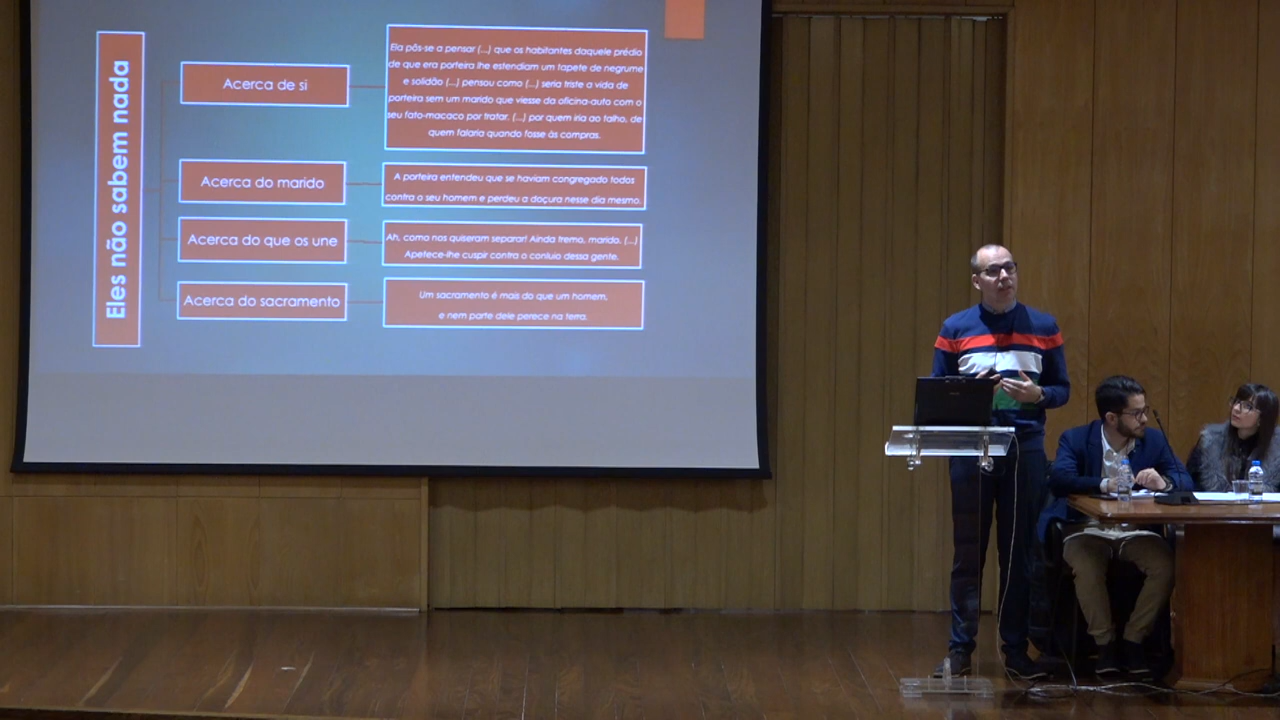 Eles não sabem nada
Acerca de si
Ela pôs-se a pensar (...) que os habitantes daquele prédio
de que era porteira lhe estendiam um tapete de negrume
e solidão (...) pensou como (...) seria triste a vida de
porteira sem um marido que viesse da oficina-auto com o
seu fato-macaco por tratar. (...) por quem iria ao talho, de
quem falaria quando fosse às compras.
Acerca do marido
A porteira entendeu que se haviam congregado todos
contra o seu homem e perdeu a doçura nesse dia mesmo.
Acerca do que os une
Ah, como nos quiseram separar! Ainda tremo, marido. (...)
Apetece-lhe cuspir contra o conluio dessa gente.
Acerca do sacramento
Um sacramento é mais do que um homem,
e nem parte dele perece na terra.